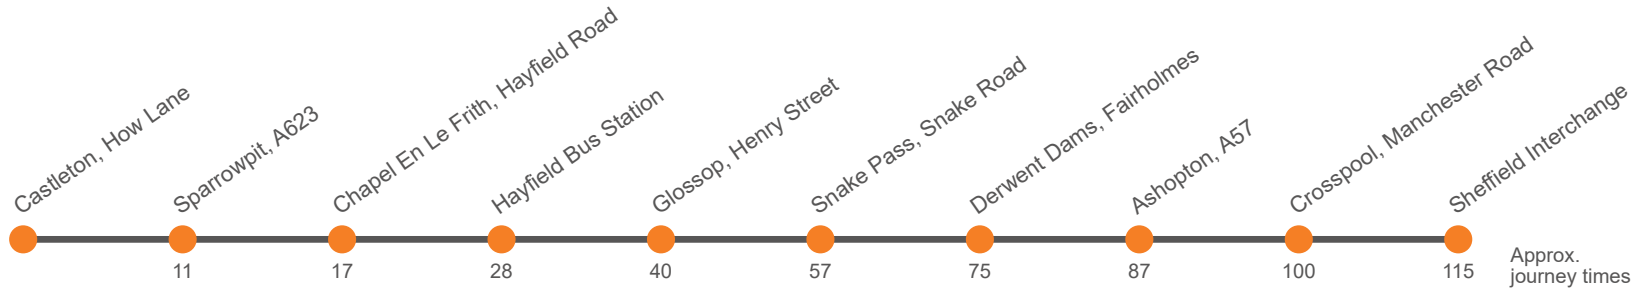 Castleton, How Lane
Sparrowpit, A623
Chapel En Le Frith, Hayfield Road
Hayfield Bus Station
Glossop, Henry Street
Snake Pass, Snake Road
Derwent Dams, Fairholmes
Ashopton, A57
Crosspool, Manchester Road
Sheffield Interchange
11
17
28
40
57
75
87
100
115
Approx.
journey times